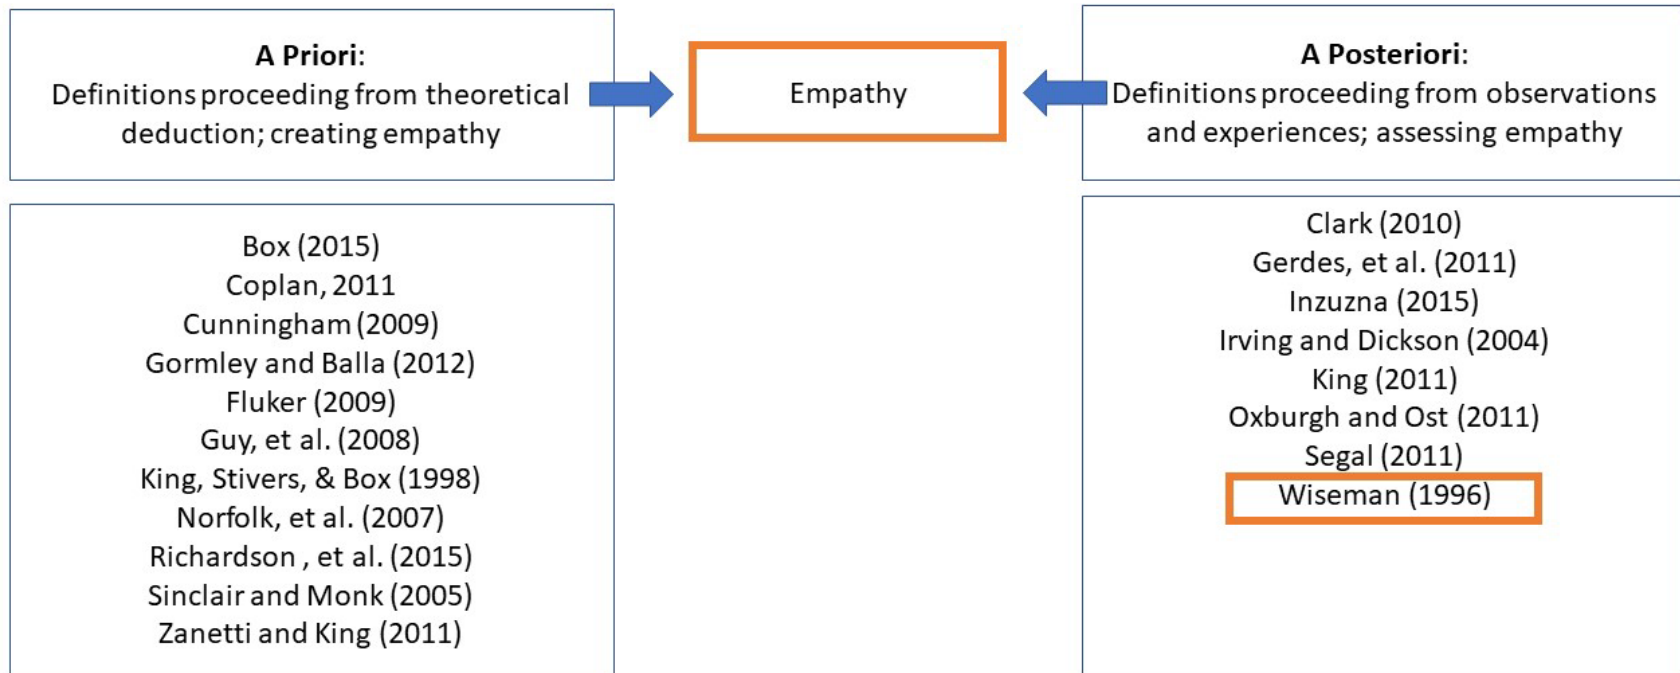 A Priori:
Definitions proceeding from theoretical
deduction; creating empathy
Empathy
A Posteriori:
Definitions proceeding from observations
and experiences; assessing empathy
Box (2015)
Coplan, 2011
Cunningham (2009)
Gormley and Balla (2012)
Fluker (2009)
Guy, et al. (2008)
King, Stivers, & Box (1998)
Norfolk, et al. (2007)
Richardson , et al. (2015)
Sinclair and Monk (2005)
Zanetti and King (2011)
Clark (2010)
Gerdes, et al. (2011)
Inzuzna (2015)
Irving and Dickson (2004)
King (2011)
Oxburgh and Ost (2011)
Segal (2011)
Wiseman (1996)